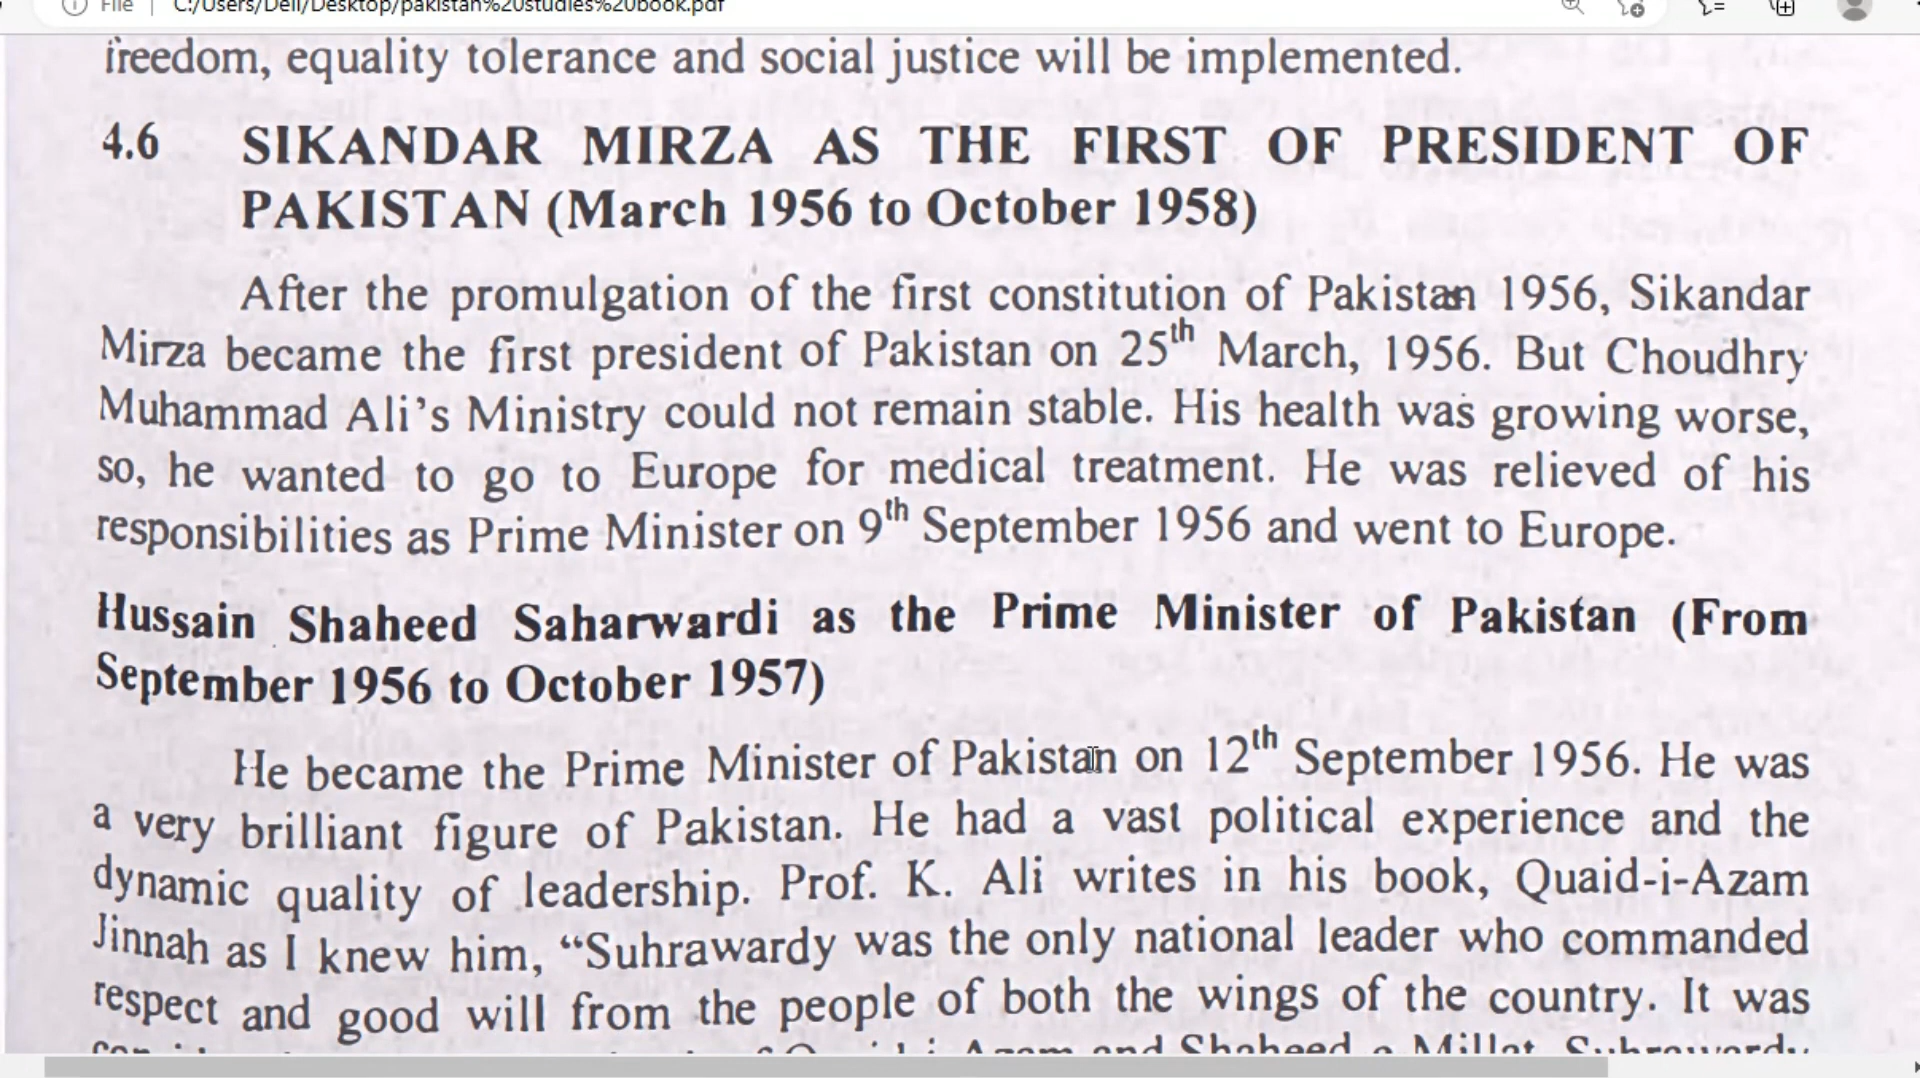 File | C:/Users/Dell/Desktop/pakistan%20studies%20book.pdf
freedom, equality tolerance and social justice will be implemented.
4.6 SIKANDAR MIRZA AS THE FIRST OF PRESIDENT OF
PAKISTAN (March 1956 to October 1958)
After the promulgation of the first constitution of Pakistan 1956, Sikandar
Mirza became the first president of Pakistan on 25th March, 1956. But Choudhry
Muhammad Ali's Ministry could not remain stable. His health was growing worse,
so, he wanted to go to Europe for medical treatment. He was relieved of his
responsibilities as Prime Minister on 9th September 1956 and went to Europe.
Hussain Shaheed Saharwardi as the Prime Minister of Pakistan (From
September 1956 to October 1957)
He became the Prime Minister of Pakistan on 12th September 1956. He was
a very brilliant figure of Pakistan. He had a vast political experience and the
dynamic quality of leadership. Prof. K. Ali writes in his book, Quaid-i-Azam
Jinnah as I knew him, "Suhrawardy was the only national leader who commanded
respect and good will from the people of both the wings of the country. It was
Azam and Shaheed-e-Millat Suhrawardy